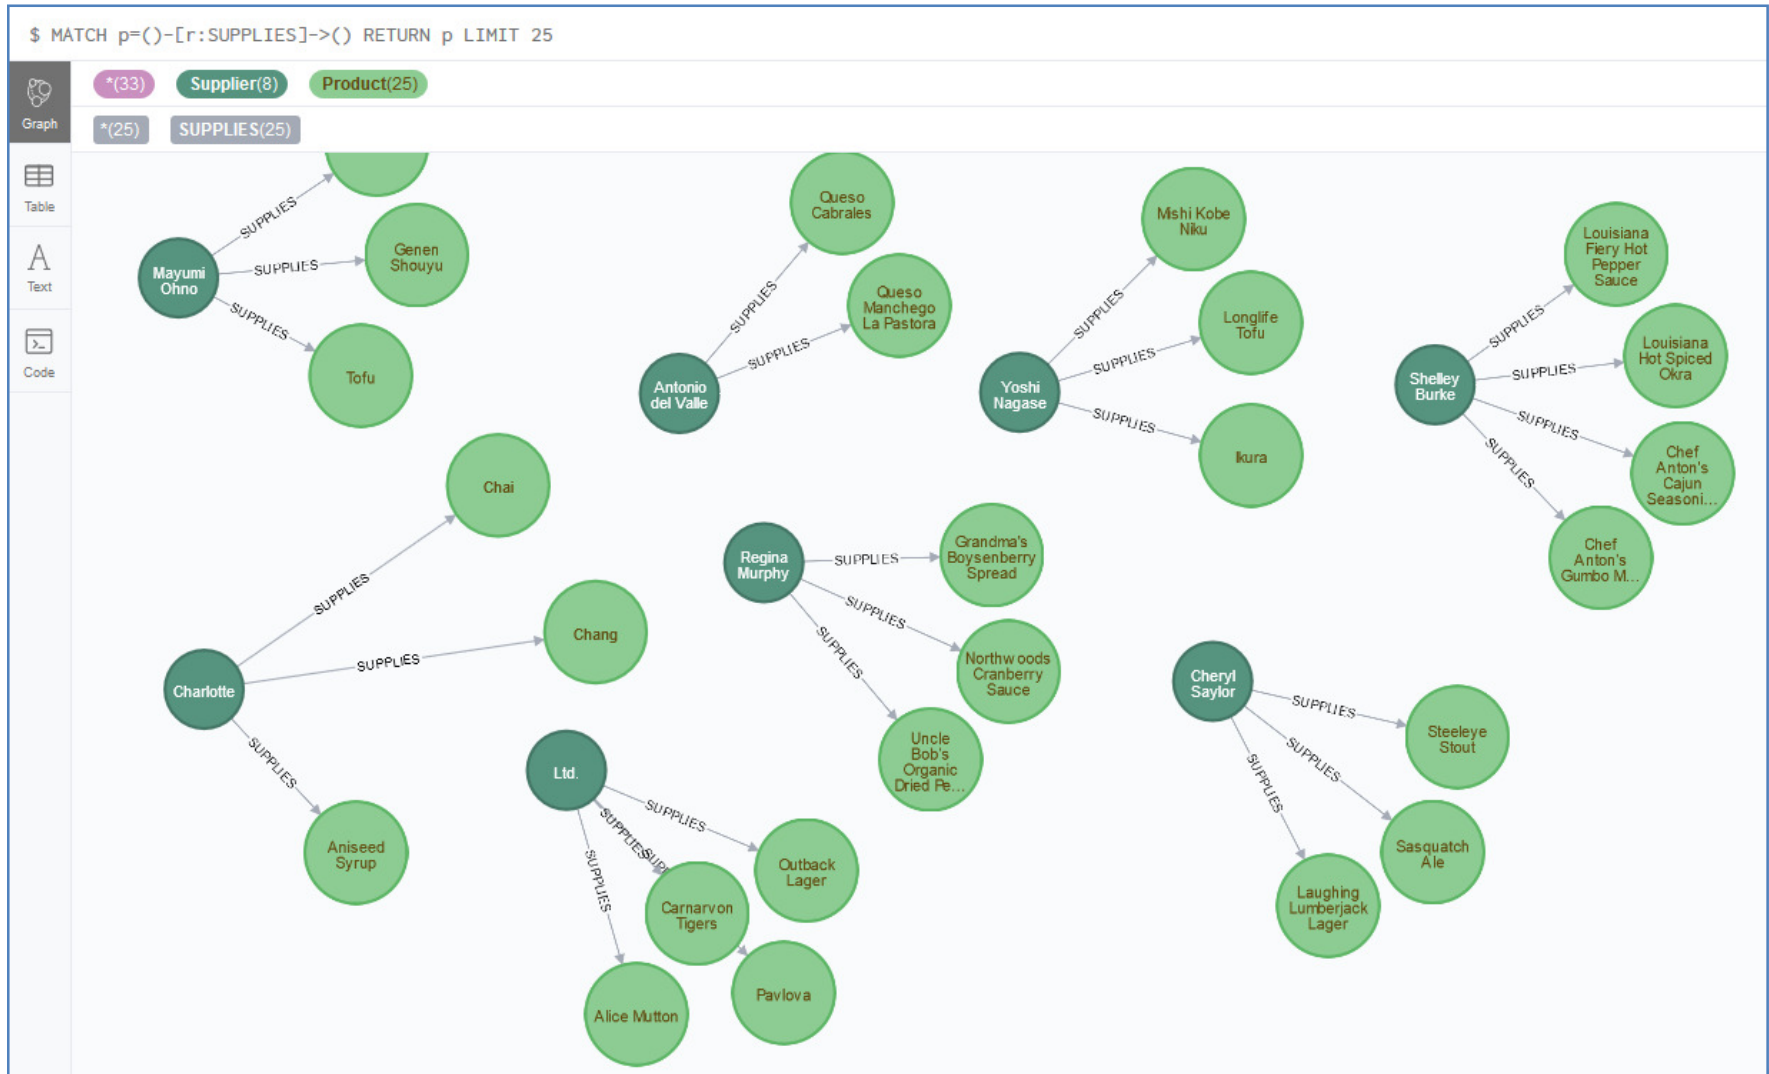 $ MATCH p=()-[r:SUPPLIES]->() RETURN p LIMIT 25
*(33) Supplier(8) Product(25)
*(25) SUPPLIES(25)
Graph
Table
Text
Code
Mayumi
Ohno
SUPPLIES
SUPPLIES
SUPPLIES
Genen
Shouyu
Tofu
Antonio
del Valle
SUPPLIES
SUPPLIES
Queso
Cabrales
Queso
Manchego
La Pastora
Yoshi
Nagase
SUPPLIES
SUPPLIES
SUPPLIES
Mishi Kobe
Niku
Longlife
Tofu
Ikura
Shelley
Burke
SUPPLIES
SUPPLIES
SUPPLIES
SUPPLIES
Louisiana
Fiery Hot
Pepper
Sauce
Louisiana
Hot Spiced
Okra
Chef
Anton's
Cajun
Seasoni...
Chef
Anton's
Gumbo M...
Charlotte
SUPPLIES
SUPPLIES
SUPPLIES
Chai
Chang
Aniseed
Syrup
Regina
Murphy
SUPPLIES
SUPPLIES
SUPPLIES
Grandma's
Boysenberry
Spread
Northwoods
Cranberry
Sauce
Uncle
Bob's
Organic
Dried Pe...
Ltd.
SUPPLIES
SUPPLIES
SUPPLIES
Outback
Lager
Carnarvon
Tigers
Pavlova
Alice Mutton
Cheryl
Saylor
SUPPLIES
SUPPLIES
SUPPLIES
Steeleye
Stout
Sasquatch
Ale
Laughing
Lumberjack
Lager